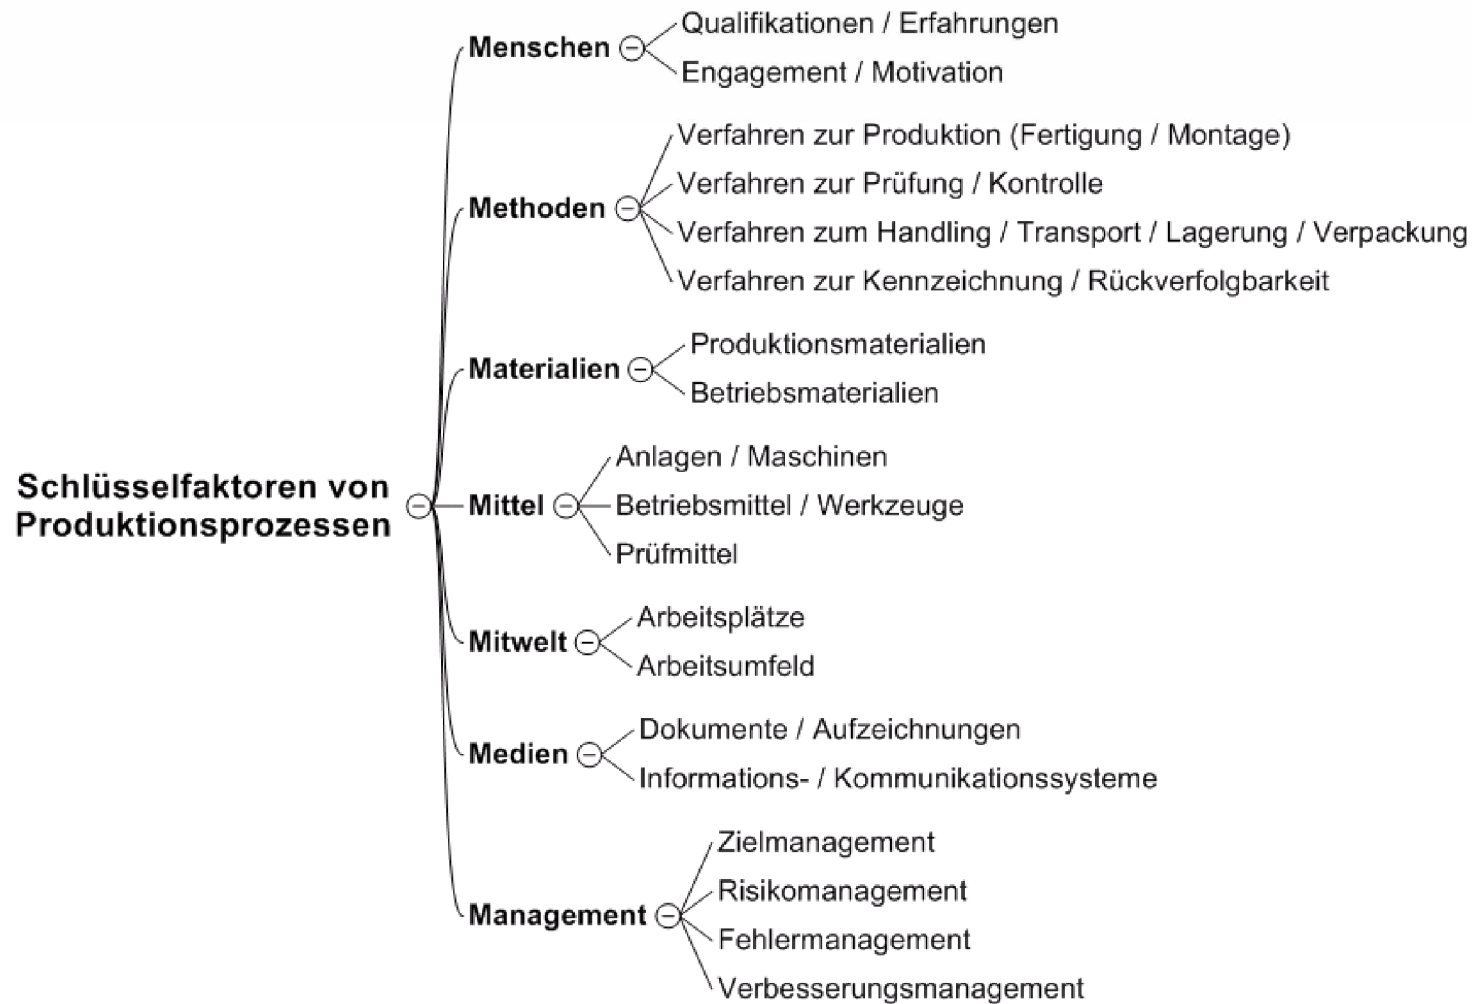 Schlüsselfaktoren von
Produktionsprozessen
Menschen
Qualifikationen / Erfahrungen
Engagement / Motivation
Methoden
Verfahren zur Produktion (Fertigung / Montage)
Verfahren zur Prüfung / Kontrolle
Verfahren zum Handling / Transport / Lagerung / Verpackung
Verfahren zur Kennzeichnung / Rückverfolgbarkeit
Materialien
Produktionsmaterialien
Betriebsmaterialien
Mittel
Anlagen / Maschinen
Betriebsmittel / Werkzeuge
Prüfmittel
Mitwelt
Arbeitsplätze
Arbeitsumfeld
Medien
Dokumente / Aufzeichnungen
Informations- / Kommunikationssysteme
Management
Zielmanagement
Risikomanagement
Fehlermanagement
Verbesserungsmanagement